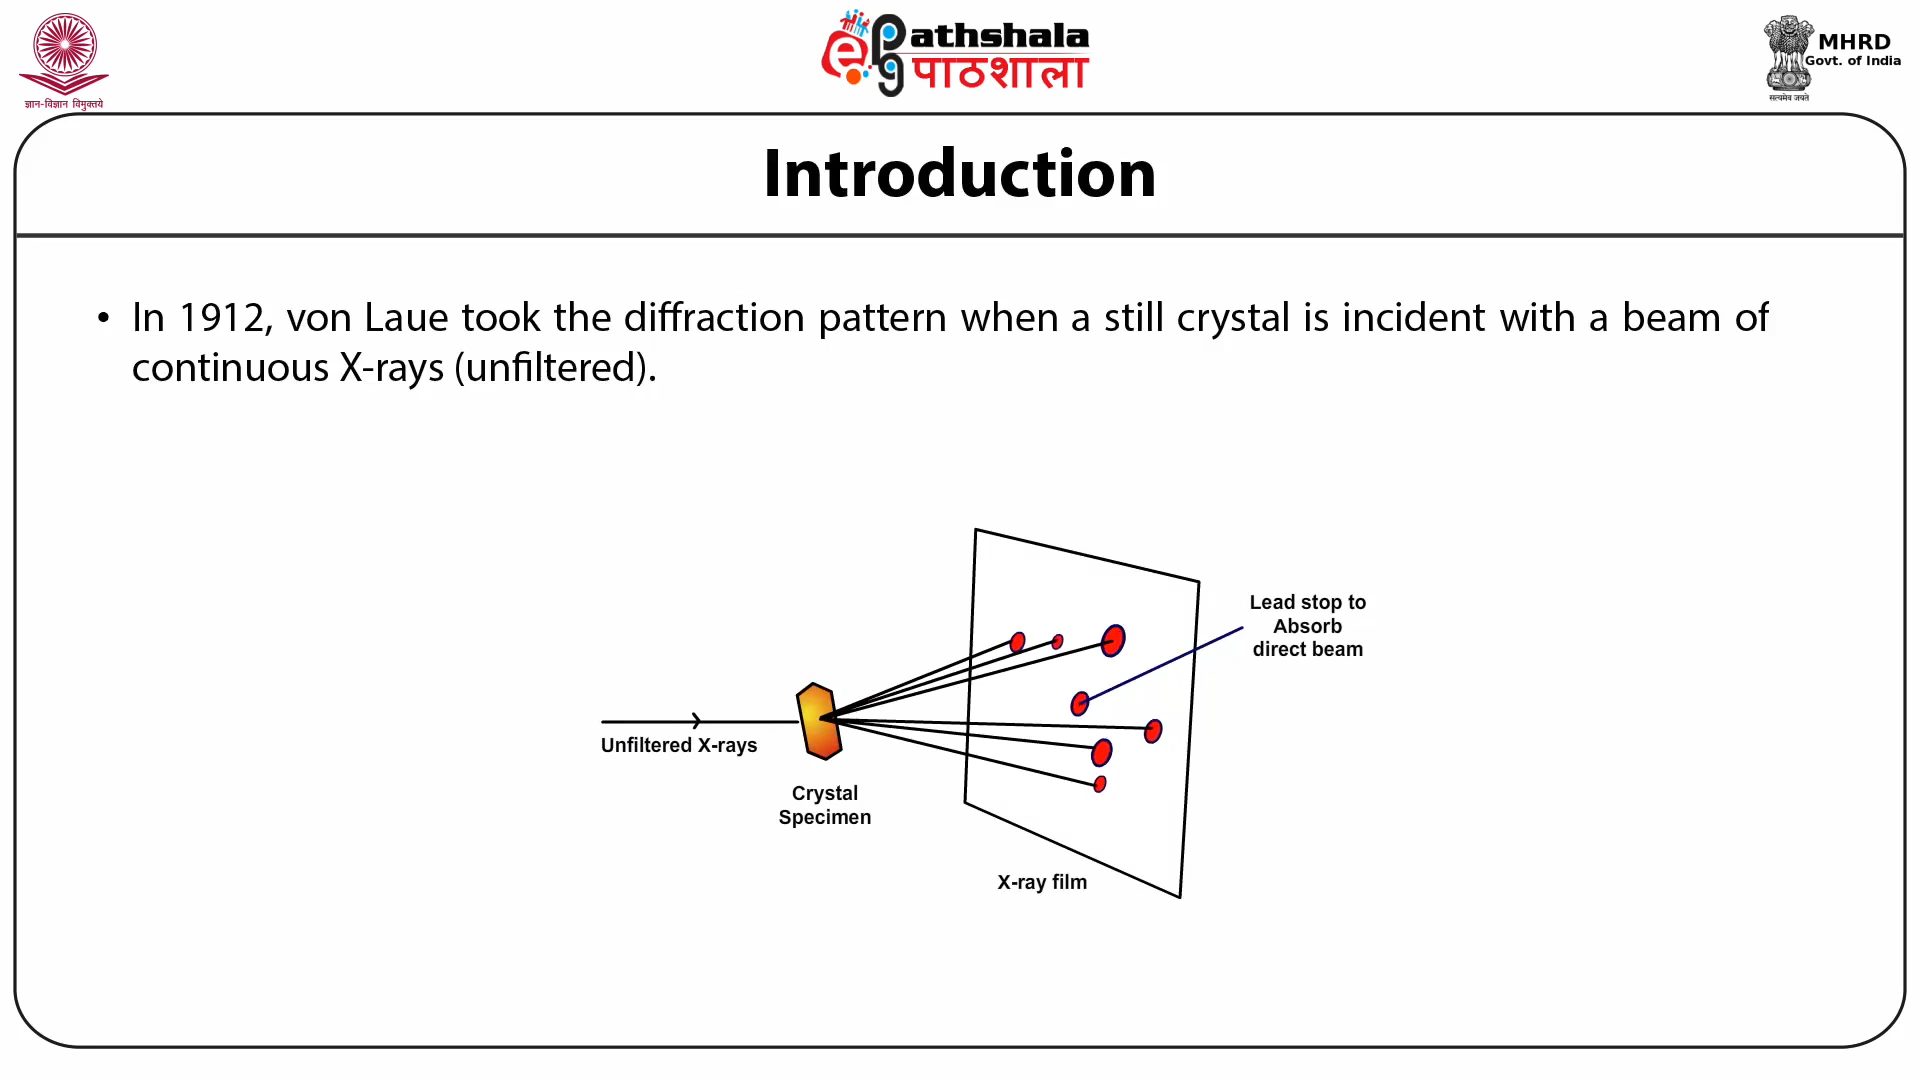 ज्ञान-विज्ञान विमुक्तये
ePGathshala
पाठशाला
MHRD
Govt. of India
सत्यमेव जयते
Introduction
• In 1912, von Laue took the diffraction pattern when a still crystal is incident with a beam of
continuous X-rays (unfiltered).
Lead stop to
Absorb
direct beam
Unfiltered X-rays
Crystal
Specimen
X-ray film